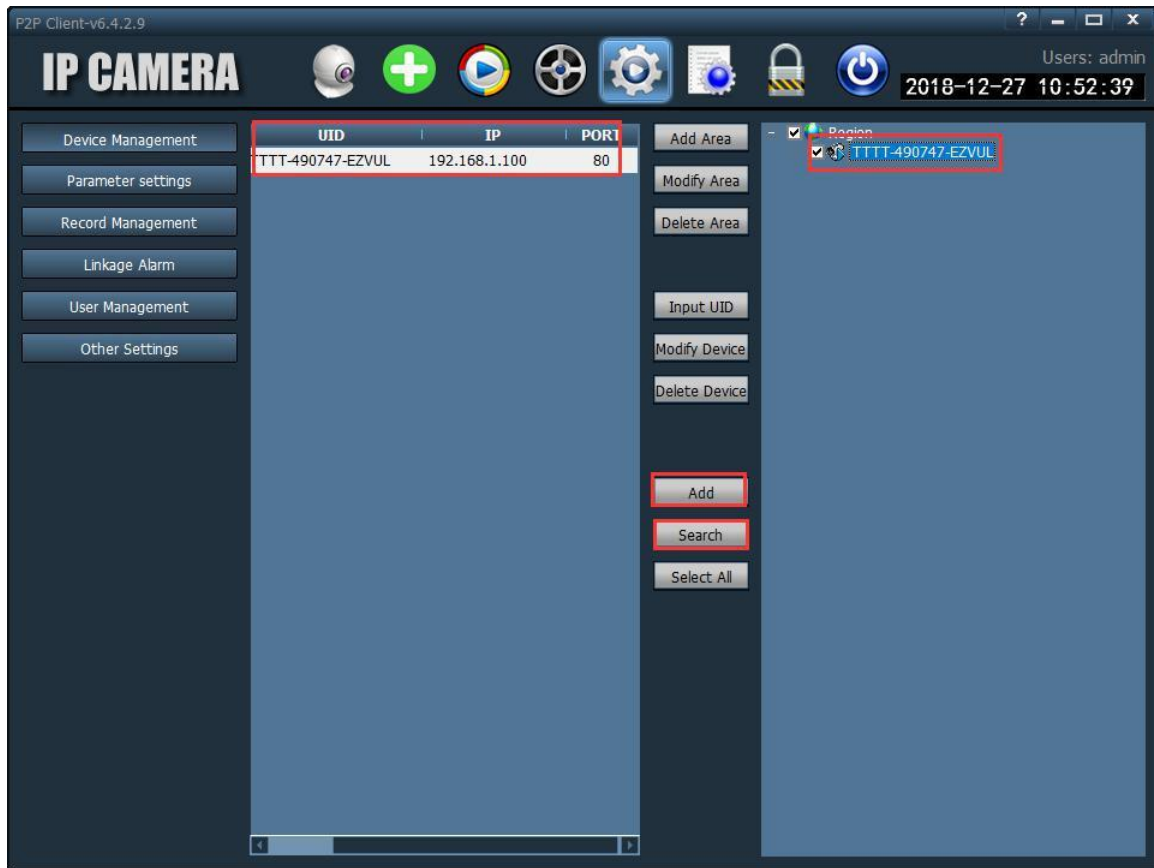 P2P Client-v6.4.2.9
IP CAMERA
Users: admin
2018-12-27 10:52:39
Device Management
Parameter settings
Record Management
Linkage Alarm
User Management
Other Settings
UID IP PORT
TTTT-490747-EZVUL 192.168.1.100 80
Add Area
Modify Area
Delete Area
Input UID
Modify Device
Delete Device
Add
Search
Select All
Region
TTTT-490747-EZVUL